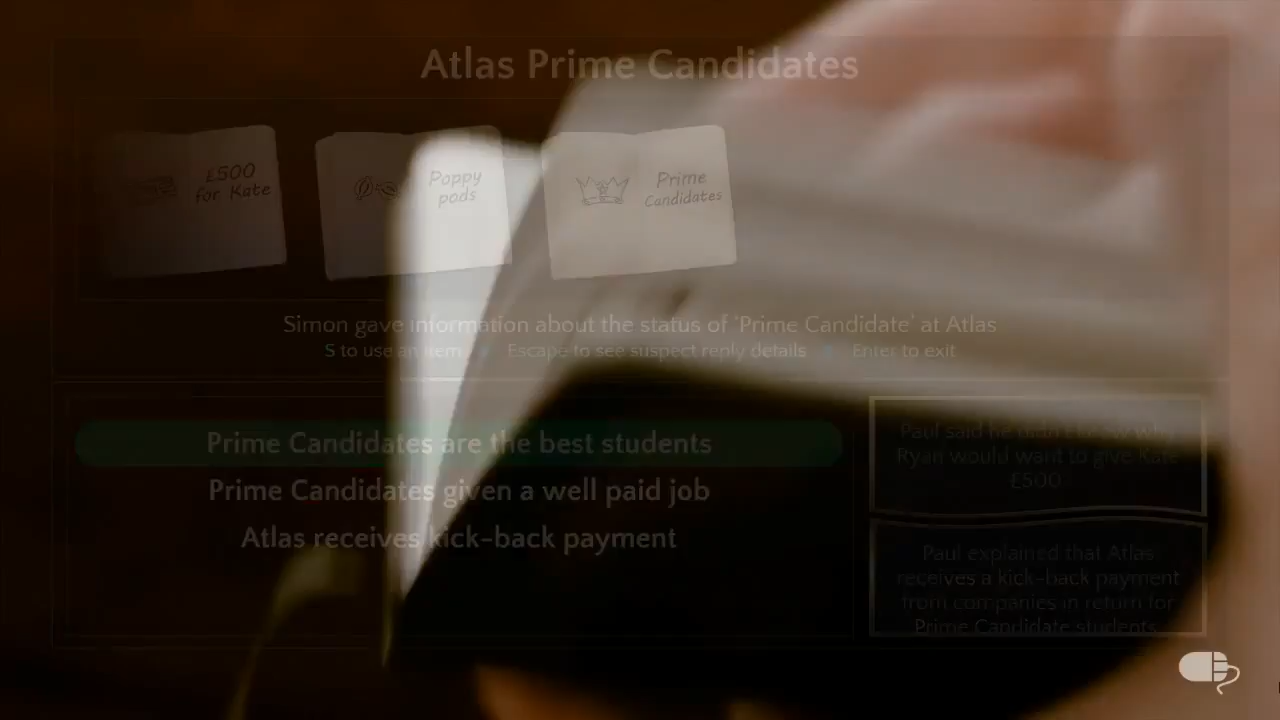 Atlas Prime Candidates
£500
for Kate
Poppy
pods
Prime
Candidates
Simon gave information about the status of 'Prime Candidate' at Atlas
S to use an item
Escape to see suspect reply details
Enter to exit
Prime Candidates are the best students
Prime Candidates given a well paid job
Atlas receives kick-back payment
Paul said he didn't know why
Ryan would want to give Kate
£500
Paul explained that Atlas
receives a kick-back payment
from companies in return for
Prime Candidate students